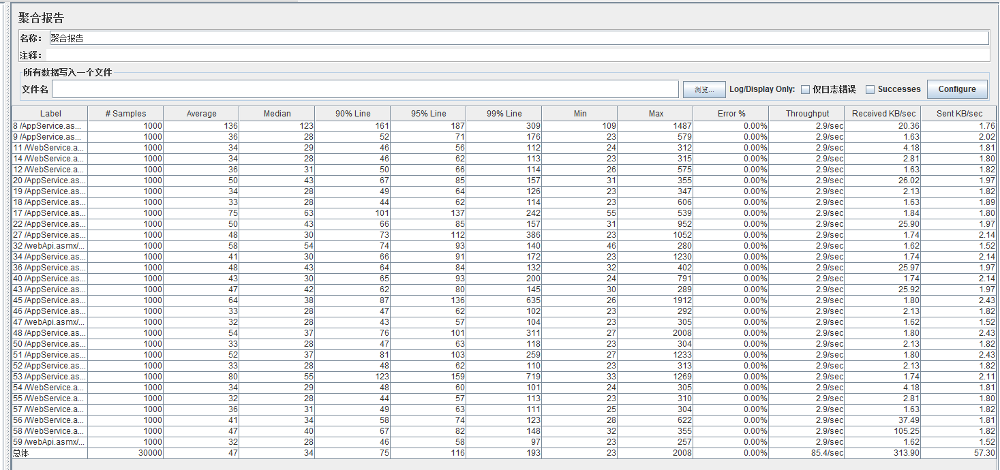 聚合报告
名称： 聚合报告
注释：
所有数据写入一个文件
文件名 浏览... Log/Display Only: 仅日志错误 Successes Configure
Label # Samples Average Median 90% Line 95% Line 99% Line Min Max Error % Throughput Received KB/sec Sent KB/sec
8 /AppService.as... 1000 136 123 161 187 309 109 1487 0.00% 2.9/sec 20.36 1.76
9 /AppService.as... 1000 36 28 52 71 176 23 579 0.00% 2.9/sec 1.63 2.02
11 /WebService.a... 1000 34 29 46 56 112 24 312 0.00% 2.9/sec 4.18 1.81
14 /WebService.a... 1000 34 28 46 62 113 23 315 0.00% 2.9/sec 2.81 1.80
12 /WebService.a... 1000 36 31 50 66 114 26 575 0.00% 2.9/sec 1.63 1.82
20 /AppService.as... 1000 50 43 67 85 157 31 355 0.00% 2.9/sec 26.02 1.97
19 /AppService.as... 1000 34 28 49 64 126 23 347 0.00% 2.9/sec 2.13 1.82
18 /AppService.as... 1000 33 28 44 62 114 23 606 0.00% 2.9/sec 1.63 1.89
17 /AppService.as... 1000 75 63 101 137 242 55 539 0.00% 2.9/sec 1.84 1.80
22 /AppService.as... 1000 50 43 66 85 157 31 952 0.00% 2.9/sec 25.90 1.97
27 /AppService.as... 1000 48 30 73 112 386 23 1052 0.00% 2.9/sec 1.74 2.14
32 /webApi.asmx/... 1000 58 54 74 93 140 46 280 0.00% 2.9/sec 1.62 1.52
34 /AppService.as... 1000 41 30 66 91 172 23 1230 0.00% 2.9/sec 1.74 2.14
36 /AppService.as... 1000 48 43 64 84 132 32 402 0.00% 2.9/sec 25.97 1.97
40 /AppService.as... 1000 43 30 65 93 200 24 791 0.00% 2.9/sec 1.74 2.14
43 /AppService.as... 1000 47 42 62 80 145 30 289 0.00% 2.9/sec 25.92 1.97
45 /AppService.as... 1000 64 38 87 136 635 26 1912 0.00% 2.9/sec 1.80 2.43
46 /AppService.as... 1000 33 28 47 62 102 23 292 0.00% 2.9/sec 2.13 1.82
47 /webApi.asmx/... 1000 32 28 43 57 104 23 305 0.00% 2.9/sec 1.62 1.52
48 /AppService.as... 1000 54 37 76 101 311 27 2008 0.00% 2.9/sec 1.80 2.43
50 /AppService.as... 1000 33 28 47 63 118 23 304 0.00% 2.9/sec 2.13 1.82
51 /AppService.as... 1000 52 37 81 103 259 27 1233 0.00% 2.9/sec 1.80 2.43
52 /AppService.as... 1000 33 28 48 62 110 23 313 0.00% 2.9/sec 2.13 1.82
53 /AppService.as... 1000 80 55 123 159 719 33 1269 0.00% 2.9/sec 1.74 2.11
54 /WebService.a... 1000 34 29 48 60 101 24 305 0.00% 2.9/sec 4.18 1.81
55 /WebService.a... 1000 32 28 44 57 113 23 310 0.00% 2.9/sec 2.81 1.80
57 /WebService.a... 1000 36 31 49 63 111 25 304 0.00% 2.9/sec 1.63 1.82
56 /WebService.a... 1000 41 34 58 74 123 28 622 0.00% 2.9/sec 37.49 1.81
58 /WebService.a... 1000 47 40 67 82 148 32 355 0.00% 2.9/sec 105.25 1.82
59 /webApi.asmx/... 1000 32 28 46 58 97 23 257 0.00% 2.9/sec 1.62 1.52
总体 30000 47 34 75 116 193 23 2008 0.00% 85.4/sec 313.90 57.30